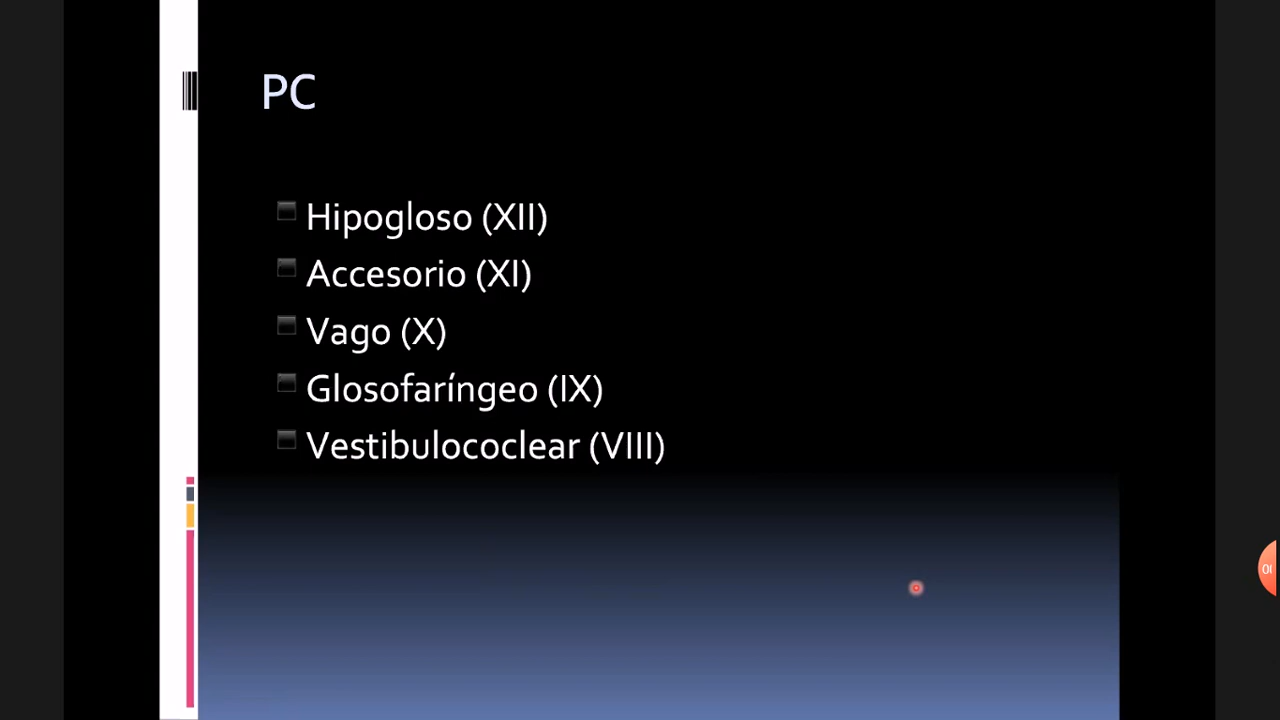 PC
Hipogloso (XII)
Accesorio (XI)
Vago (X)
Glosofaríngeo (IX)
Vestibulococlear (VIII)